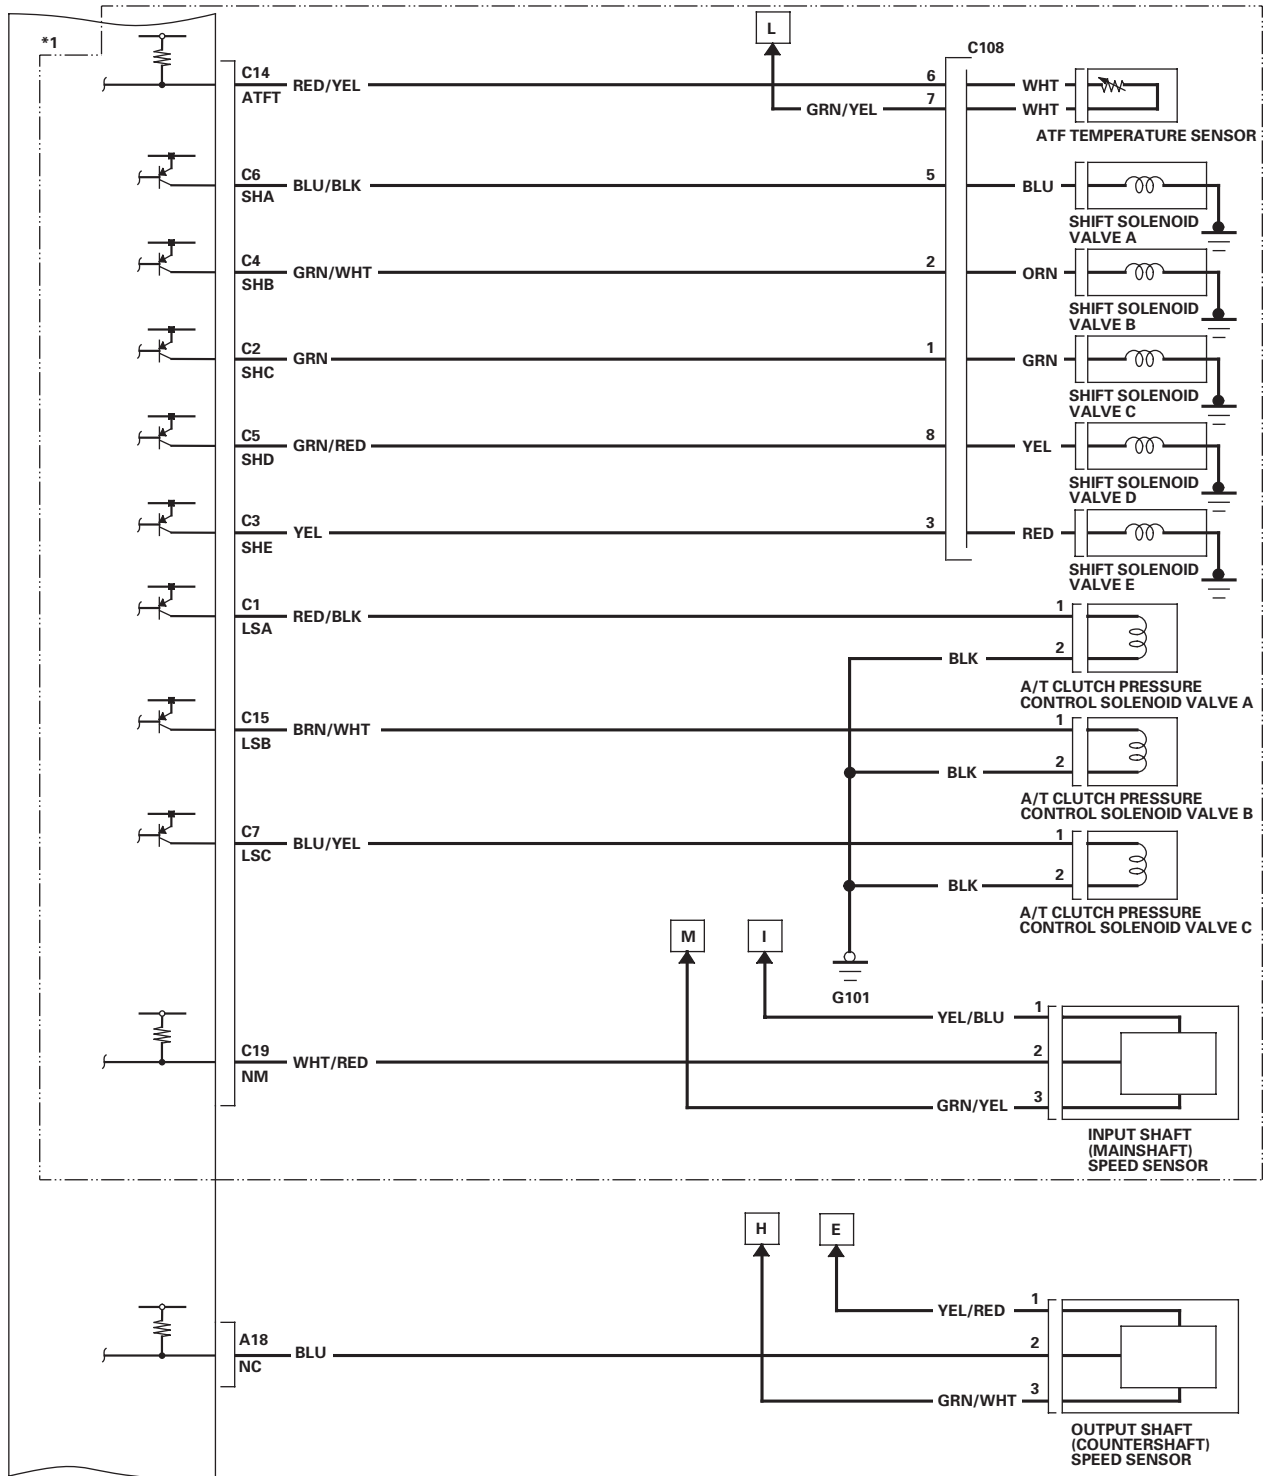 *1
L
C108
C14
RED/YEL
6
WHT
ATFT
GRN/YEL
7
WHT
ATF TEMPERATURE SENSOR
C6
BLU/BLK
5
BLU
SHA
SHIFT SOLENOID
VALVE A
C4
GRN/WHT
2
ORN
SHB
SHIFT SOLENOID
VALVE B
C2
GRN
1
GRN
SHC
SHIFT SOLENOID
VALVE C
C5
GRN/RED
8
YEL
SHD
SHIFT SOLENOID
VALVE D
C3
YEL
3
RED
SHE
SHIFT SOLENOID
VALVE E
C1
RED/BLK
1
LSA
BLK
2
A/T CLUTCH PRESSURE
CONTROL SOLENOID VALVE A
C15
BRN/WHT
1
LSB
BLK
2
A/T CLUTCH PRESSURE
CONTROL SOLENOID VALVE B
C7
BLU/YEL
1
LSC
BLK
2
A/T CLUTCH PRESSURE
CONTROL SOLENOID VALVE C
M
I
G101
YEL/BLU
1
C19
WHT/RED
2
NM
GRN/YEL
3
INPUT SHAFT
(MAINSHAFT)
SPEED SENSOR
H
E
YEL/RED
1
A18
BLU
2
NC
GRN/WHT
3
OUTPUT SHAFT
(COUNTERSHAFT)
SPEED SENSOR